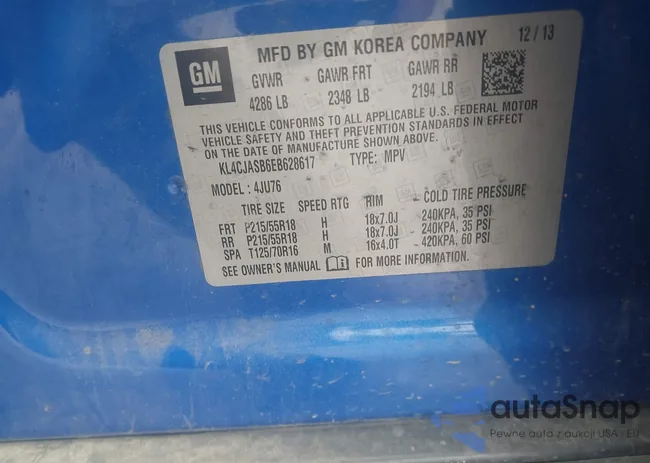 GM
MFD BY GM KOREA COMPANY 12/13
GVWR GAWR FRT GAWR RR
4286 LB 2348 LB 2194 LB
THIS VEHICLE CONFORMS TO ALL APPLICABLE U.S. FEDERAL MOTOR
VEHICLE SAFETY AND THEFT PREVENTION STANDARDS IN EFFECT
ON THE DATE OF MANUFACTURE SHOWN ABOVE.
KL4CJASB6EB628617 TYPE: MPV
MODEL: 4JU76
TIRE SIZE SPEED RTG RIM COLD TIRE PRESSURE
FRT P215/55R18 H 18x7.0J 240KPA, 35 PSI
RR P215/55R18 H 18x7.0J 240KPA, 35 PSI
SPA T125/70R16 M 16x4.0T 420KPA, 60 PSI
SEE OWNER'S MANUAL FOR MORE INFORMATION.
autaSnap
Pewne auta z aukcji USA i EU